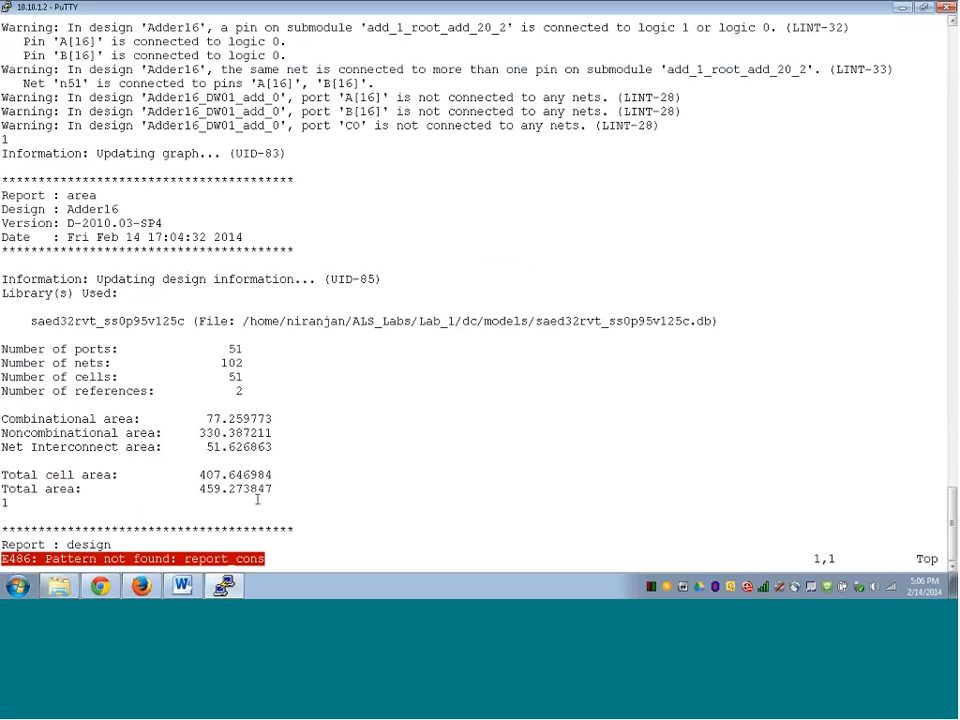 10.10.1.2 - PuTTY
Warning: In design 'Adder16', a pin on submodule 'add_1_root_add_20_2' is connected to logic 1 or logic 0. (LINT-32)
Pin 'A[16]' is connected to logic 0.
Pin 'B[16]' is connected to logic 0.
Warning: In design 'Adder16', the same net is connected to more than one pin on submodule 'add_1_root_add_20_2'. (LINT-33)
Net 'n51' is connected to pins 'A[16]', 'B[16]'.
Warning: In design 'Adder16_DW01_add_0', port 'A[16]' is not connected to any nets. (LINT-28)
Warning: In design 'Adder16_DW01_add_0', port 'B[16]' is not connected to any nets. (LINT-28)
Warning: In design 'Adder16_DW01_add_0', port 'CO' is not connected to any nets. (LINT-28)
1
Information: Updating graph... (UID-83)
****************************************
Report : area
Design : Adder16
Version: D-2010.03-SP4
Date   : Fri Feb 14 17:04:32 2014
****************************************
Information: Updating design information... (UID-85)
Library(s) Used:
saed32rvt_ss0p95v125c (File: /home/niranjan/ALS_Labs/Lab_1/dc/models/saed32rvt_ss0p95v125c.db)
Number of ports: 51
Number of nets: 102
Number of cells: 51
Number of references: 2
Combinational area: 77.259773
Noncombinational area: 330.387211
Net Interconnect area: 51.626863
Total cell area: 407.646984
Total area: 459.273847
1
****************************************
Report : design
E486: Pattern not found: report cons 1,1 Top
5:06 PM
2/14/2014